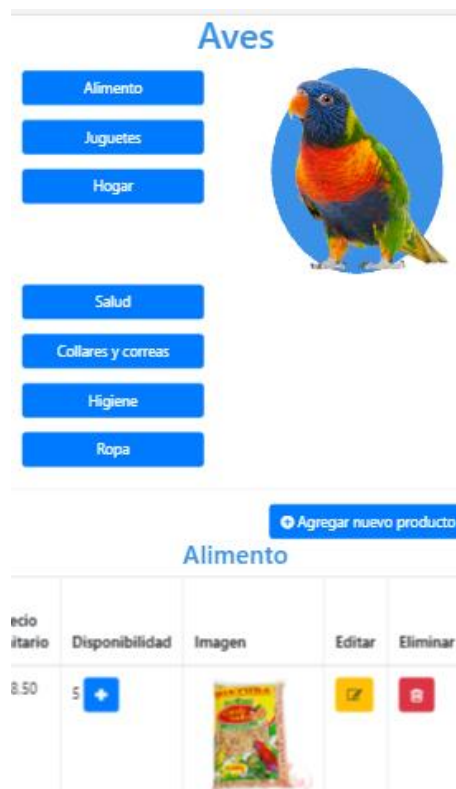 Aves
Alimento
Juguetes
Hogar
Salud
Collares y correas
Higiene
Ropa
Agregar nuevo producto
Alimento
ecio
itario Disponibilidad Imagen Editar Eliminar
8.50 5